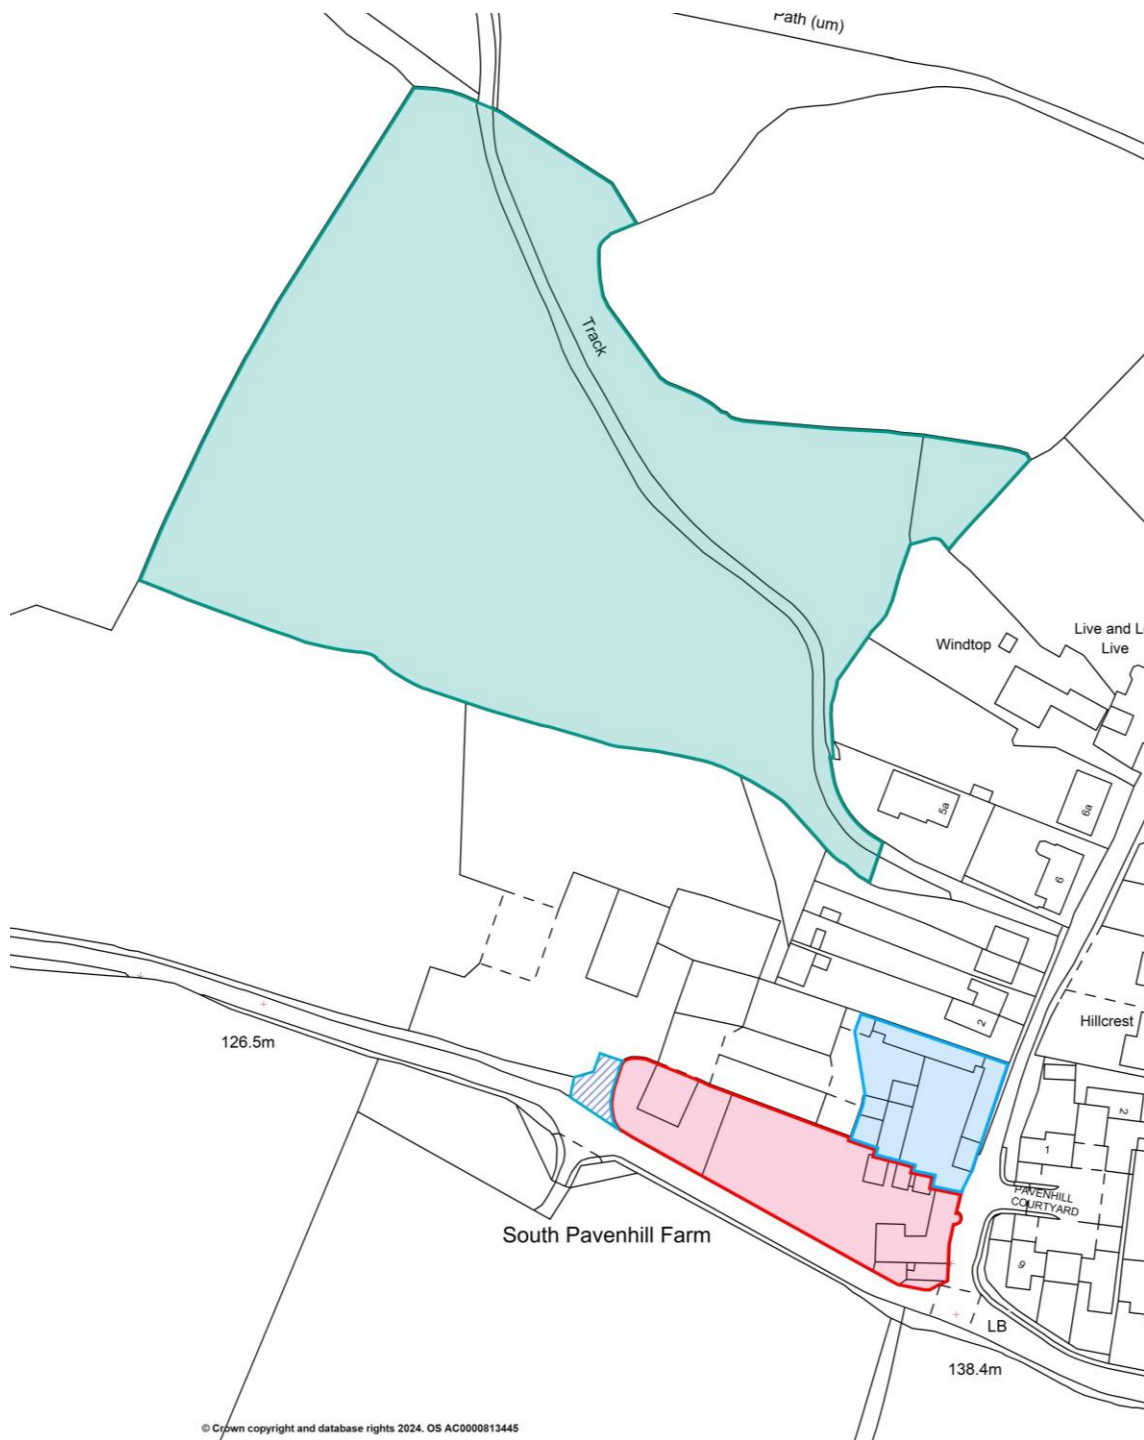 Path (um)
Track
Windtop
Live and L
Live
5a
6a
6
2
Hillcrest
2
1
PAVENHILL
COURTYARD
9
126.5m
South Pavenhill Farm
LB
138.4m
© Crown copyright and database rights 2024. OS AC0000813445